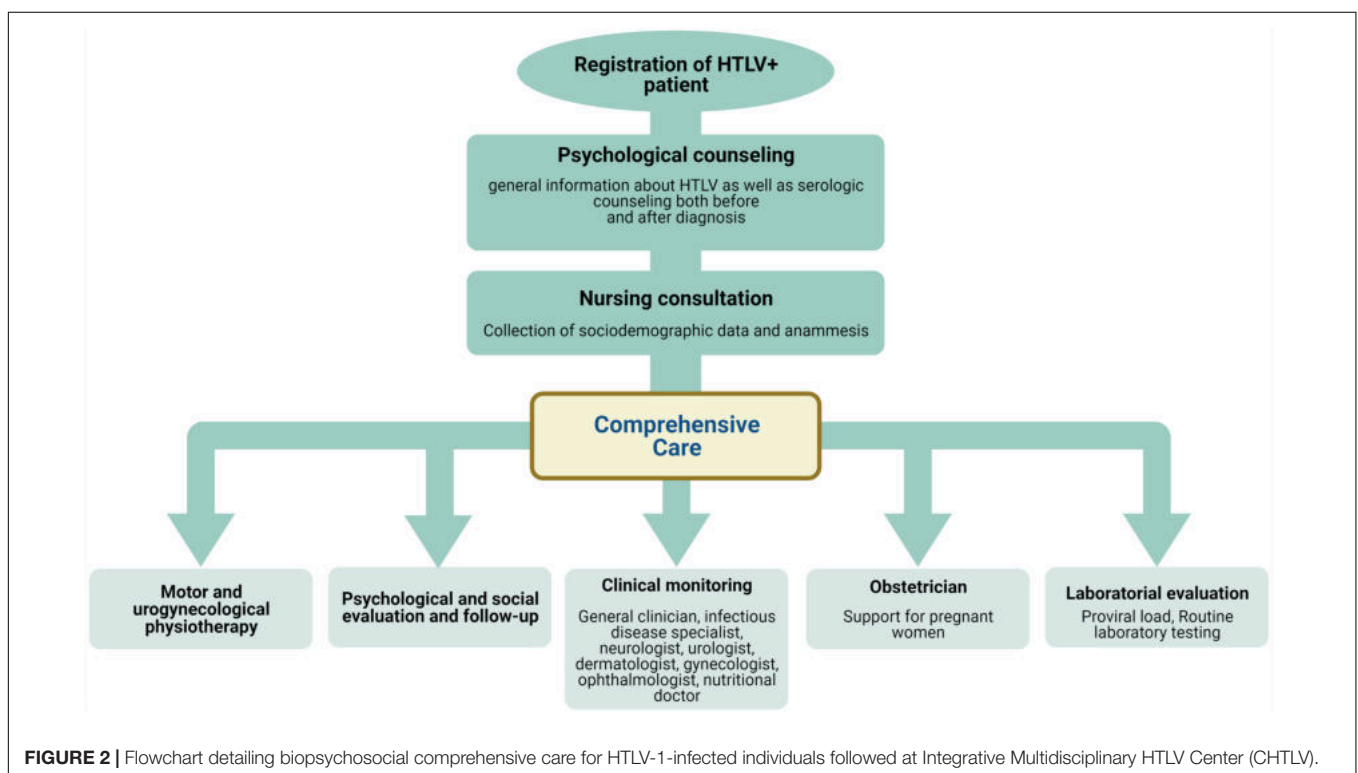 Registration of HTLV+
patient
Psychological counseling
general information about HTLV as well as serologic
counseling both before
and after diagnosis
Nursing consultation
Collection of sociodemographic data and anammesis
Comprehensive
Care
Motor and
urogynecological
physiotherapy
Psychological and social
evaluation and follow-up
Clinical monitoring
General clinician, infectious
disease specialist,
neurologist, urologist,
dermatologist, gynecologist,
ophthalmologist, nutritional
doctor
Obstetrician
Support for pregnant
women
Laboratorial evaluation
Proviral load, Routine
laboratory testing
FIGURE 2 | Flowchart detailing biopsychosocial comprehensive care for HTLV-1-infected individuals followed at Integrative Multidisciplinary HTLV Center (CHTLV).